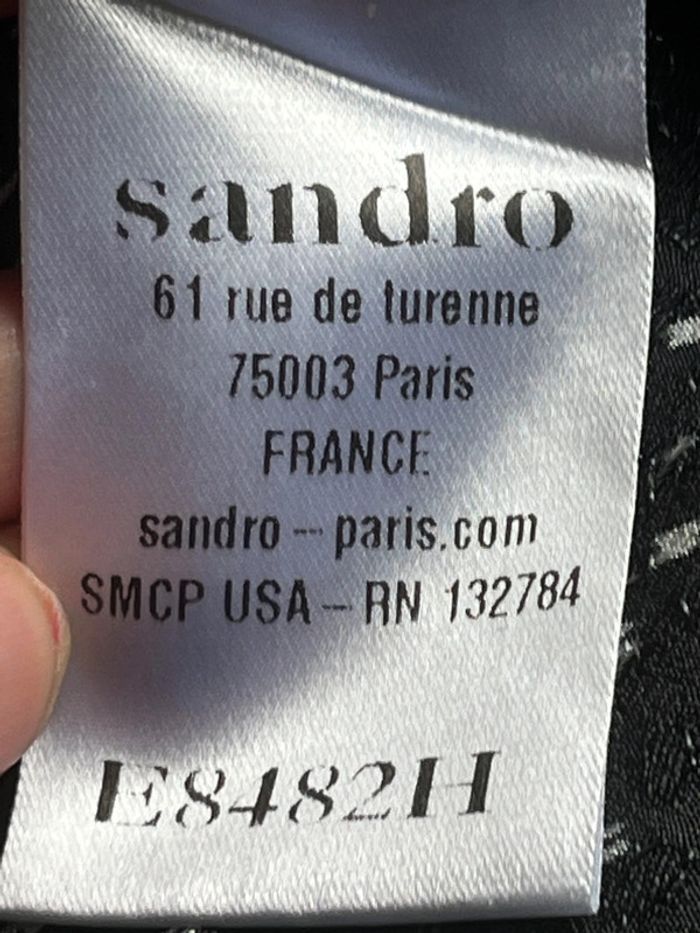 sandro
61 rue de turenne
75003 Paris
FRANCE
sandro - paris.com
SMCP USA - RN 132784
E8482H